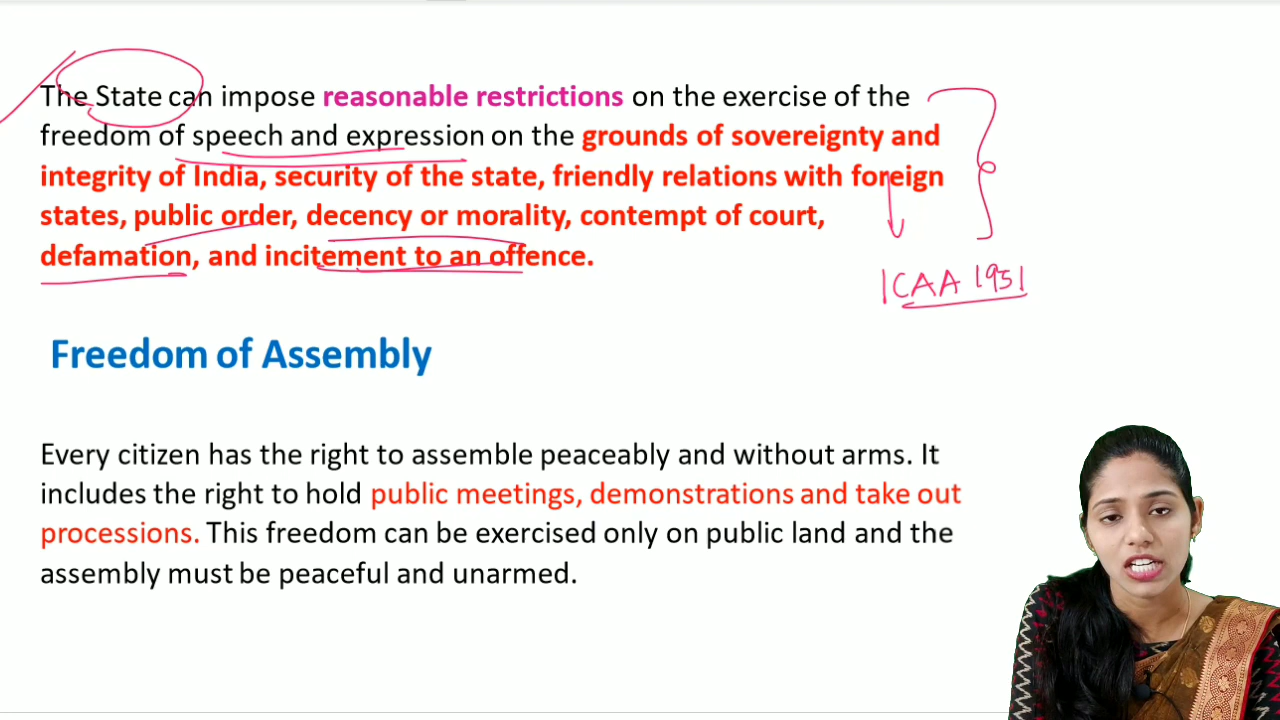 The State can impose reasonable restrictions on the exercise of the
freedom of speech and expression on the grounds of sovereignty and
integrity of India, security of the state, friendly relations with foreign
states, public order, decency or morality, contempt of court,
defamation, and incitement to an offence.
ICAA 1951
Freedom of Assembly
Every citizen has the right to assemble peaceably and without arms. It
includes the right to hold public meetings, demonstrations and take out
processions. This freedom can be exercised only on public land and the
assembly must be peaceful and unarmed.